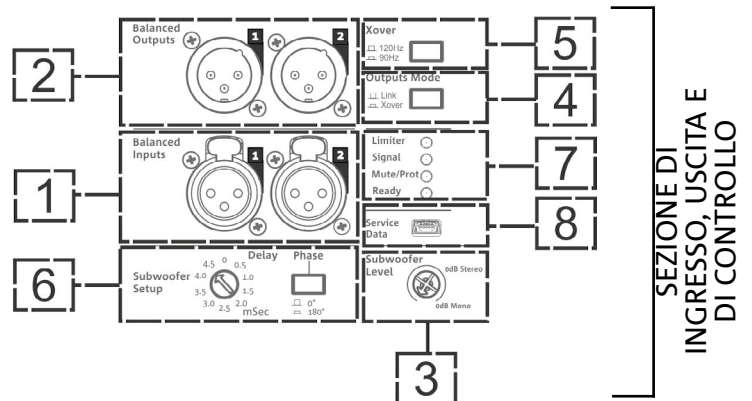 Balanced
Outputs
1
2
Xover
120Hz
90Hz
5
2
Outputs Mode
Link
Xover
4
Balanced
Inputs
1
2
Limiter
Signal
Mute/Prot
Ready
7
1
Service
Data
8
Subwoofer
Setup
Delay
4.5 0 0.5
4.0 1.0
3.5 1.5
3.0 2.5 2.0
mSec
Phase
0°
180°
6
Subwoofer
Level
0dB Stereo
0dB Mono
3
SEZIONE DI
INGRESSO, USCITA E
DI CONTROLLO